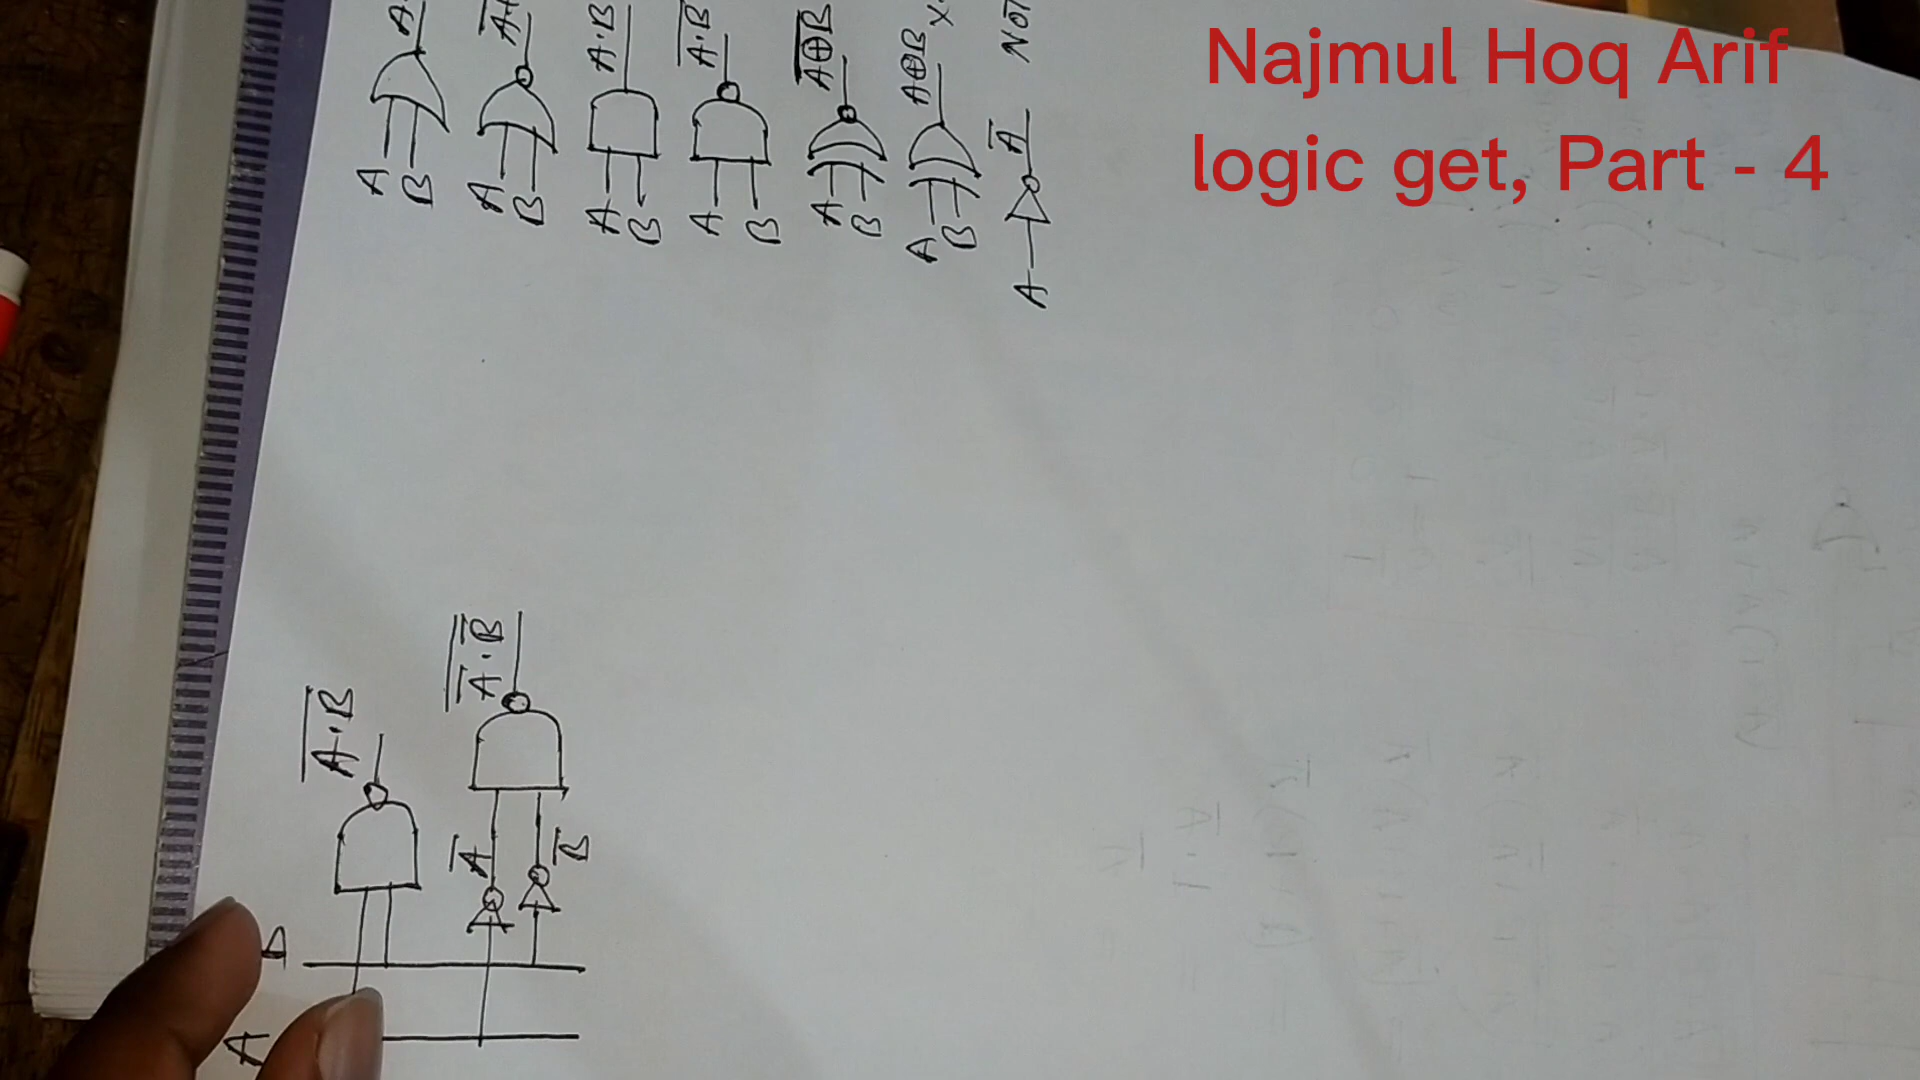 Najmul Hoq Arif
logic get, Part - 4
A
B
A
B
A
B
A·B
A
B
A̅·̅B̅
A
B
A̅⊕̅B̅
A
B
A⊕B
A
A̅
NOT
A̅·̅B̅
A̅
B̅
A̿·̅B̿
A